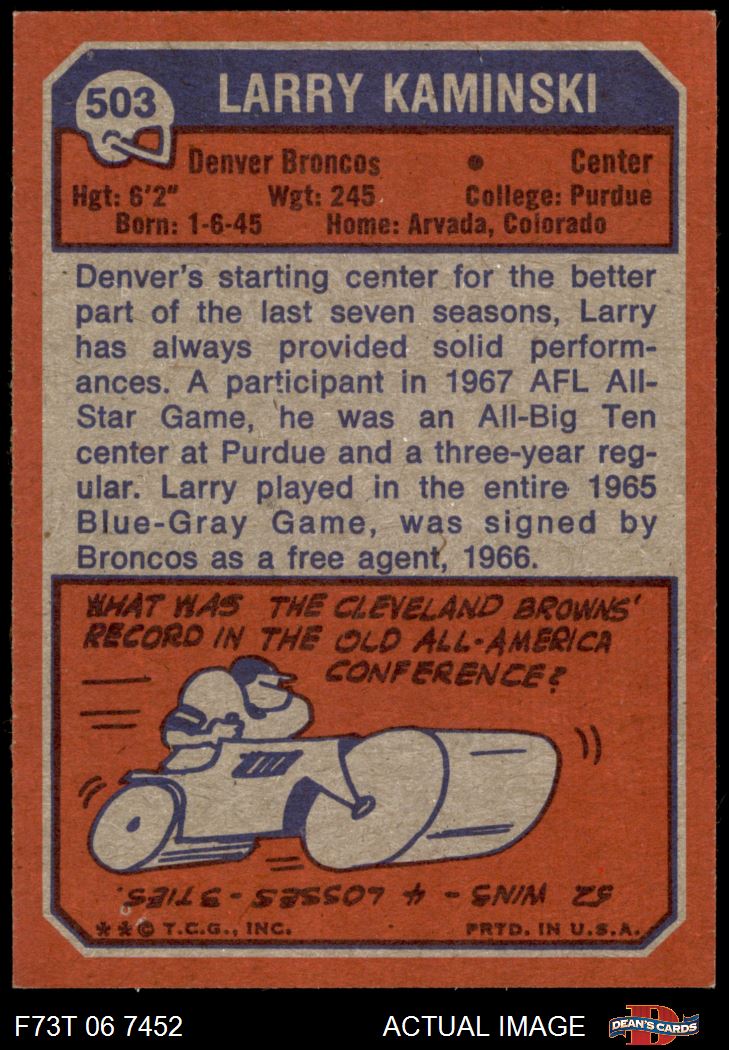 503
LARRY KAMINSKI
Denver Broncos • Center
Hgt: 6'2" Wgt: 245 College: Purdue
Born: 1-6-45 Home: Arvada, Colorado
Denver's starting center for the better
part of the last seven seasons, Larry
has always provided solid perform-
ances. A participant in 1967 AFL All-
Star Game, he was an All-Big Ten
center at Purdue and a three-year reg-
ular. Larry played in the entire 1965
Blue-Gray Game, was signed by
Broncos as a free agent, 1966.
WHAT WAS THE CLEVELAND BROWNS'
RECORD IN THE OLD ALL-AMERICA
CONFERENCE?
52 WINS - 4 LOSSES - 3 TIES.
**© T.C.G., INC. PRTD. IN U.S.A.
F73T 06 7452 ACTUAL IMAGE
D
DEAN'S CARDS